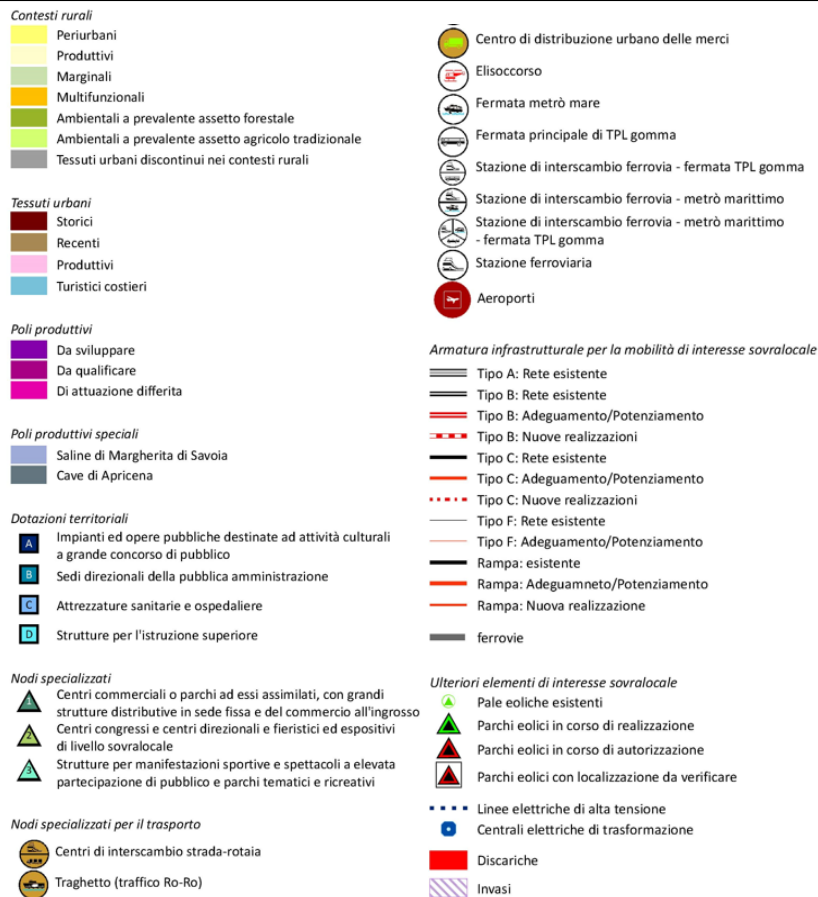 Contesti rurali
Periurbani
Produttivi
Marginali
Multifunzionali
Ambientali a prevalente assetto forestale
Ambientali a prevalente assetto agricolo tradizionale
Tessuti urbani discontinui nei contesti rurali
Tessuti urbani
Storici
Recenti
Produttivi
Turistici costieri
Poli produttivi
Da sviluppare
Da qualificare
Di attuazione differita
Poli produttivi speciali
Saline di Margherita di Savoia
Cave di Apricena
Dotazioni territoriali
A
Impianti ed opere pubbliche destinate ad attività culturali
a grande concorso di pubblico
B
Sedi direzionali della pubblica amministrazione
C
Attrezzature sanitarie e ospedaliere
D
Strutture per l'istruzione superiore
Nodi specializzati
1
Centri commerciali o parchi ad essi assimilati, con grandi
strutture distributive in sede fissa e del commercio all'ingrosso
2
Centri congressi e centri direzionali e fieristici ed espositivi
di livello sovralocale
3
Strutture per manifestazioni sportive e spettacoli a elevata
partecipazione di pubblico e parchi tematici e ricreativi
Nodi specializzati per il trasporto
Centri di interscambio strada-rotaia
Traghetto (traffico Ro-Ro)
Centro di distribuzione urbano delle merci
Elisoccorso
Fermata metrò mare
Fermata principale di TPL gomma
Stazione di interscambio ferrovia - fermata TPL gomma
Stazione di interscambio ferrovia - metrò marittimo
Stazione di interscambio ferrovia - metrò marittimo
- fermata TPL gomma
Stazione ferroviaria
Aeroporti
Armatura infrastrutturale per la mobilità di interesse sovralocale
Tipo A: Rete esistente
Tipo B: Rete esistente
Tipo B: Adeguamento/Potenziamento
Tipo B: Nuove realizzazioni
Tipo C: Rete esistente
Tipo C: Adeguamento/Potenziamento
Tipo C: Nuove realizzazioni
Tipo F: Rete esistente
Tipo F: Adeguamento/Potenziamento
Rampa: esistente
Rampa: Adeguamneto/Potenziamento
Rampa: Nuova realizzazione
ferrovie
Ulteriori elementi di interesse sovralocale
Pale eoliche esistenti
Parchi eolici in corso di realizzazione
Parchi eolici in corso di autorizzazione
Parchi eolici con localizzazione da verificare
Linee elettriche di alta tensione
Centrali elettriche di trasformazione
Discariche
Invasi